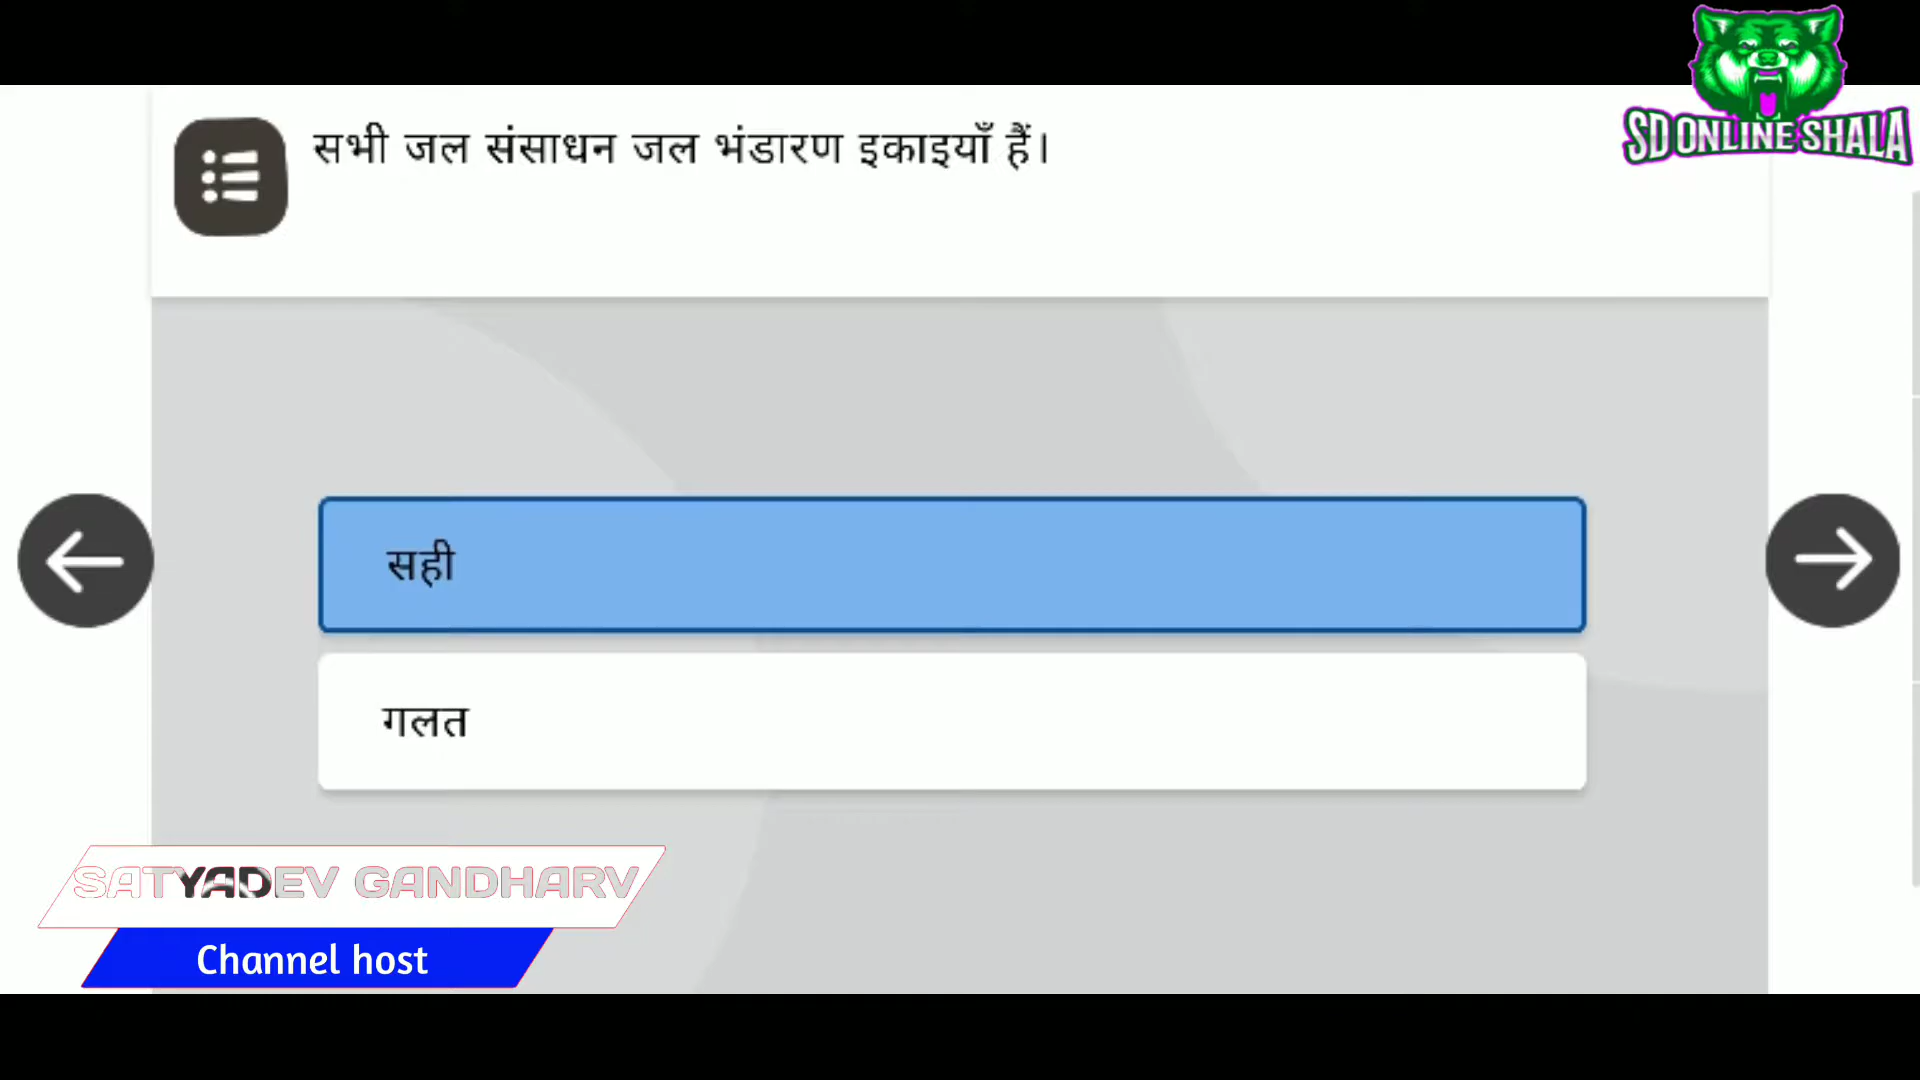 SD ONLINE SHALA
सभी जल संसाधन जल भंडारण इकाइयाँ हैं।
सही
गलत
SATYADEV GANDHARV
Channel host